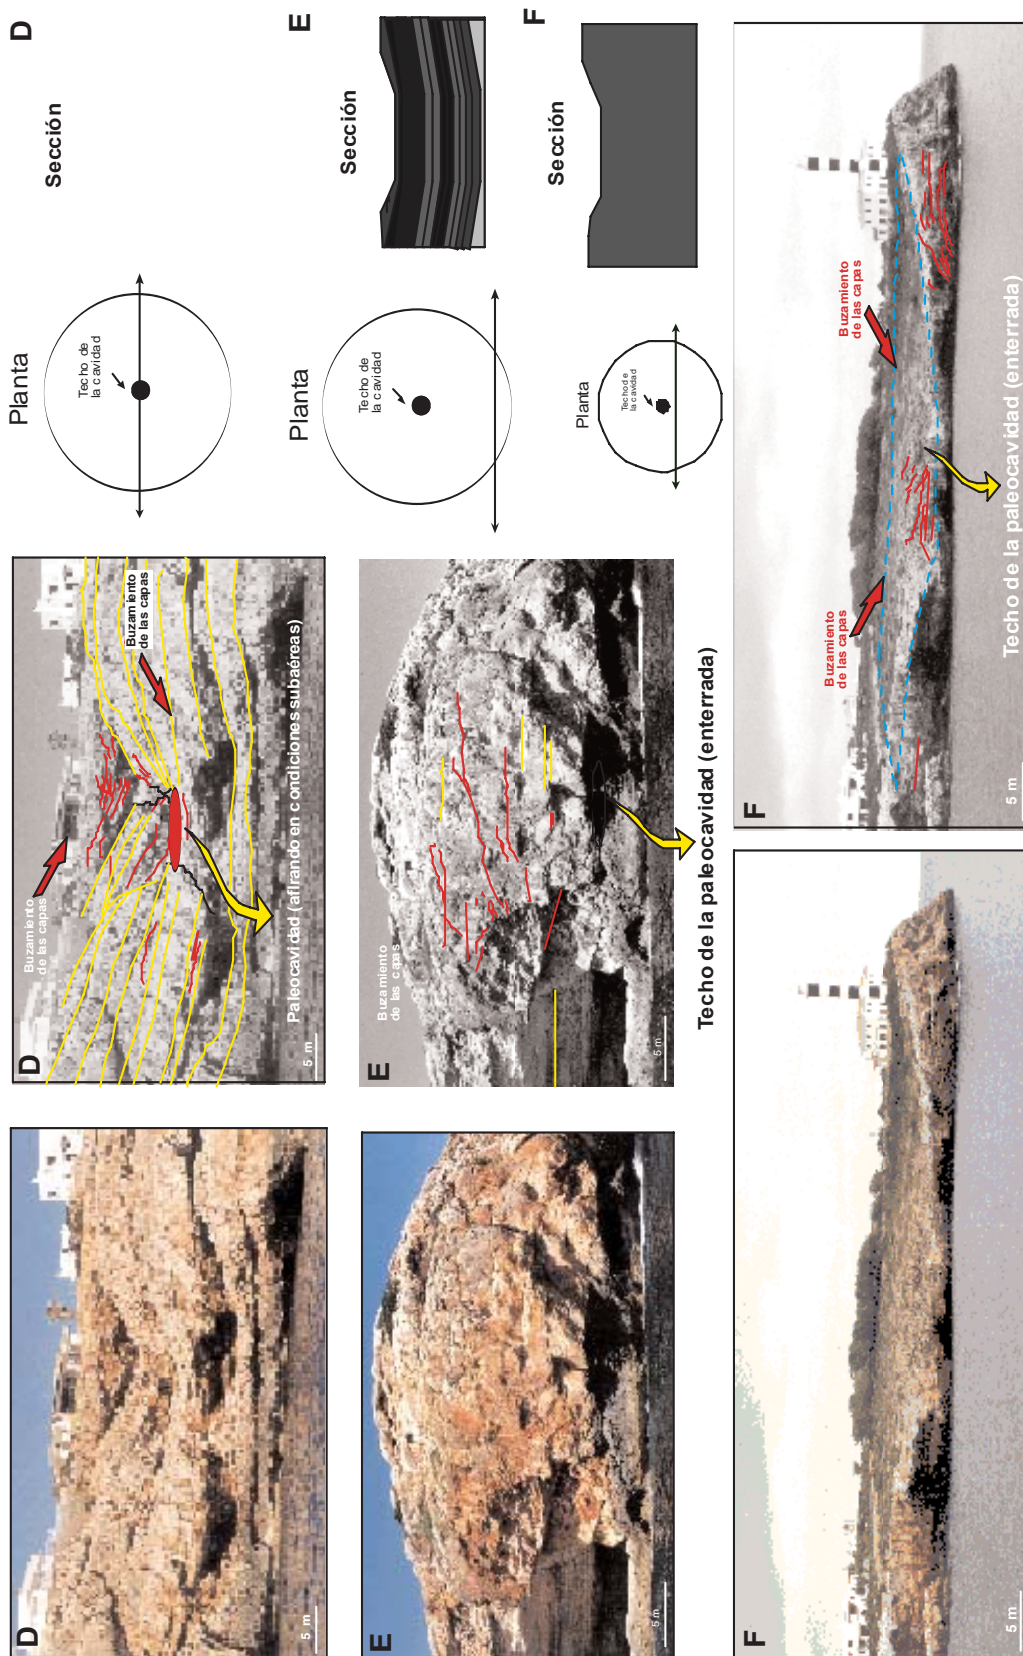 D
5 m
D
Buzamiento
de las capas
Buzamiento
de las capas
Paleocavidad (aflrando en condiciones subaéreas)
5 m
Planta
Techo de
la cavidad
Sección
D
E
5 m
E
Buzamiento
de las capas
5 m
Techo de la paleocavidad (enterrada)
Planta
Techo de
la cavidad
Sección
E
Planta
Techo de
la cavidad
Sección
F
F
5 m
F
Buzamiento
de las capas
Buzamiento
de las capas
5 m
Techo de la paleocavidad (enterrada)